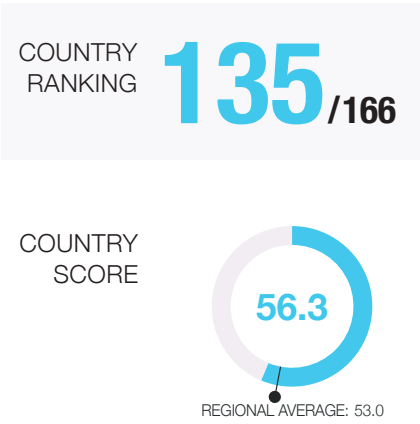 COUNTRY
RANKING
135/166
COUNTRY
SCORE
56.3
REGIONAL AVERAGE: 53.0